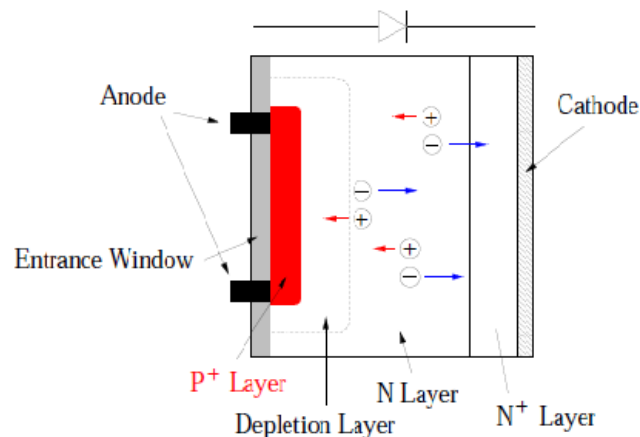 Anode
Cathode
+
−
−
+
+
−
Entrance Window
P⁺ Layer
N Layer
N⁺ Layer
Depletion Layer